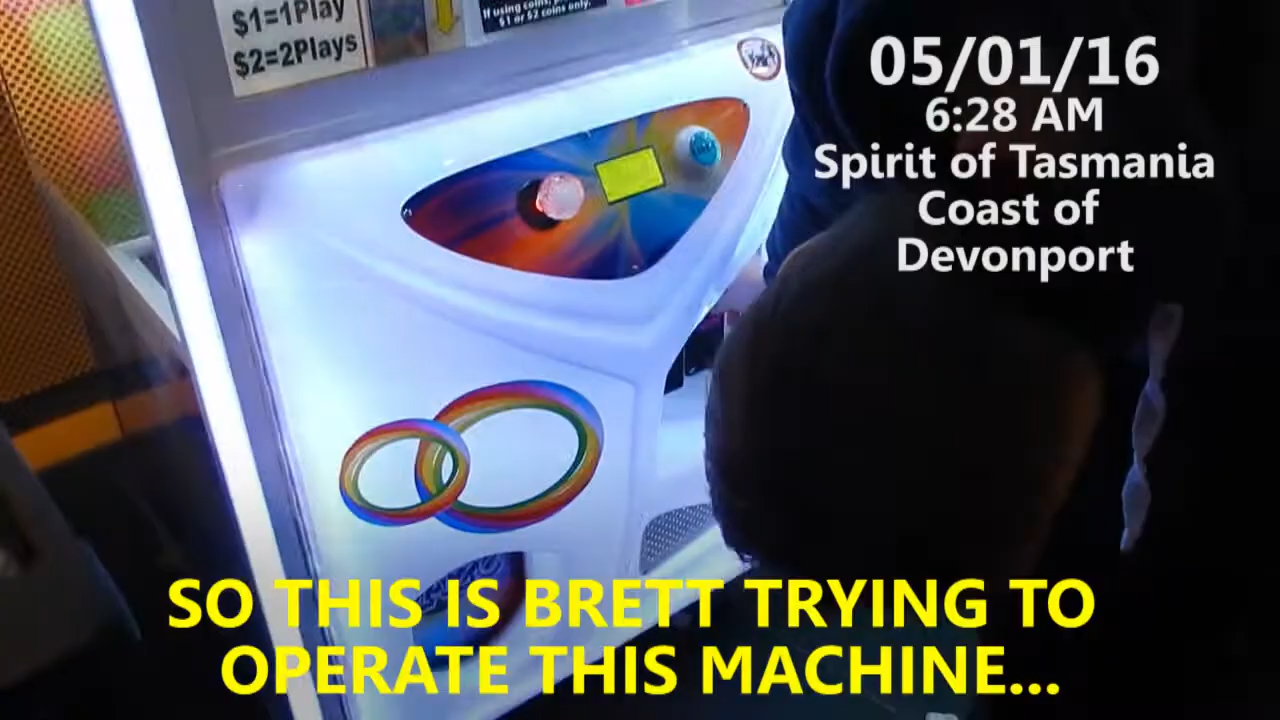 $1=1Play
$2=2Plays
If using coins,
$1 or $2 coins only.
05/01/16
6:28 AM
Spirit of Tasmania
Coast of
Devonport
SO THIS IS BRETT TRYING TO
OPERATE THIS MACHINE...